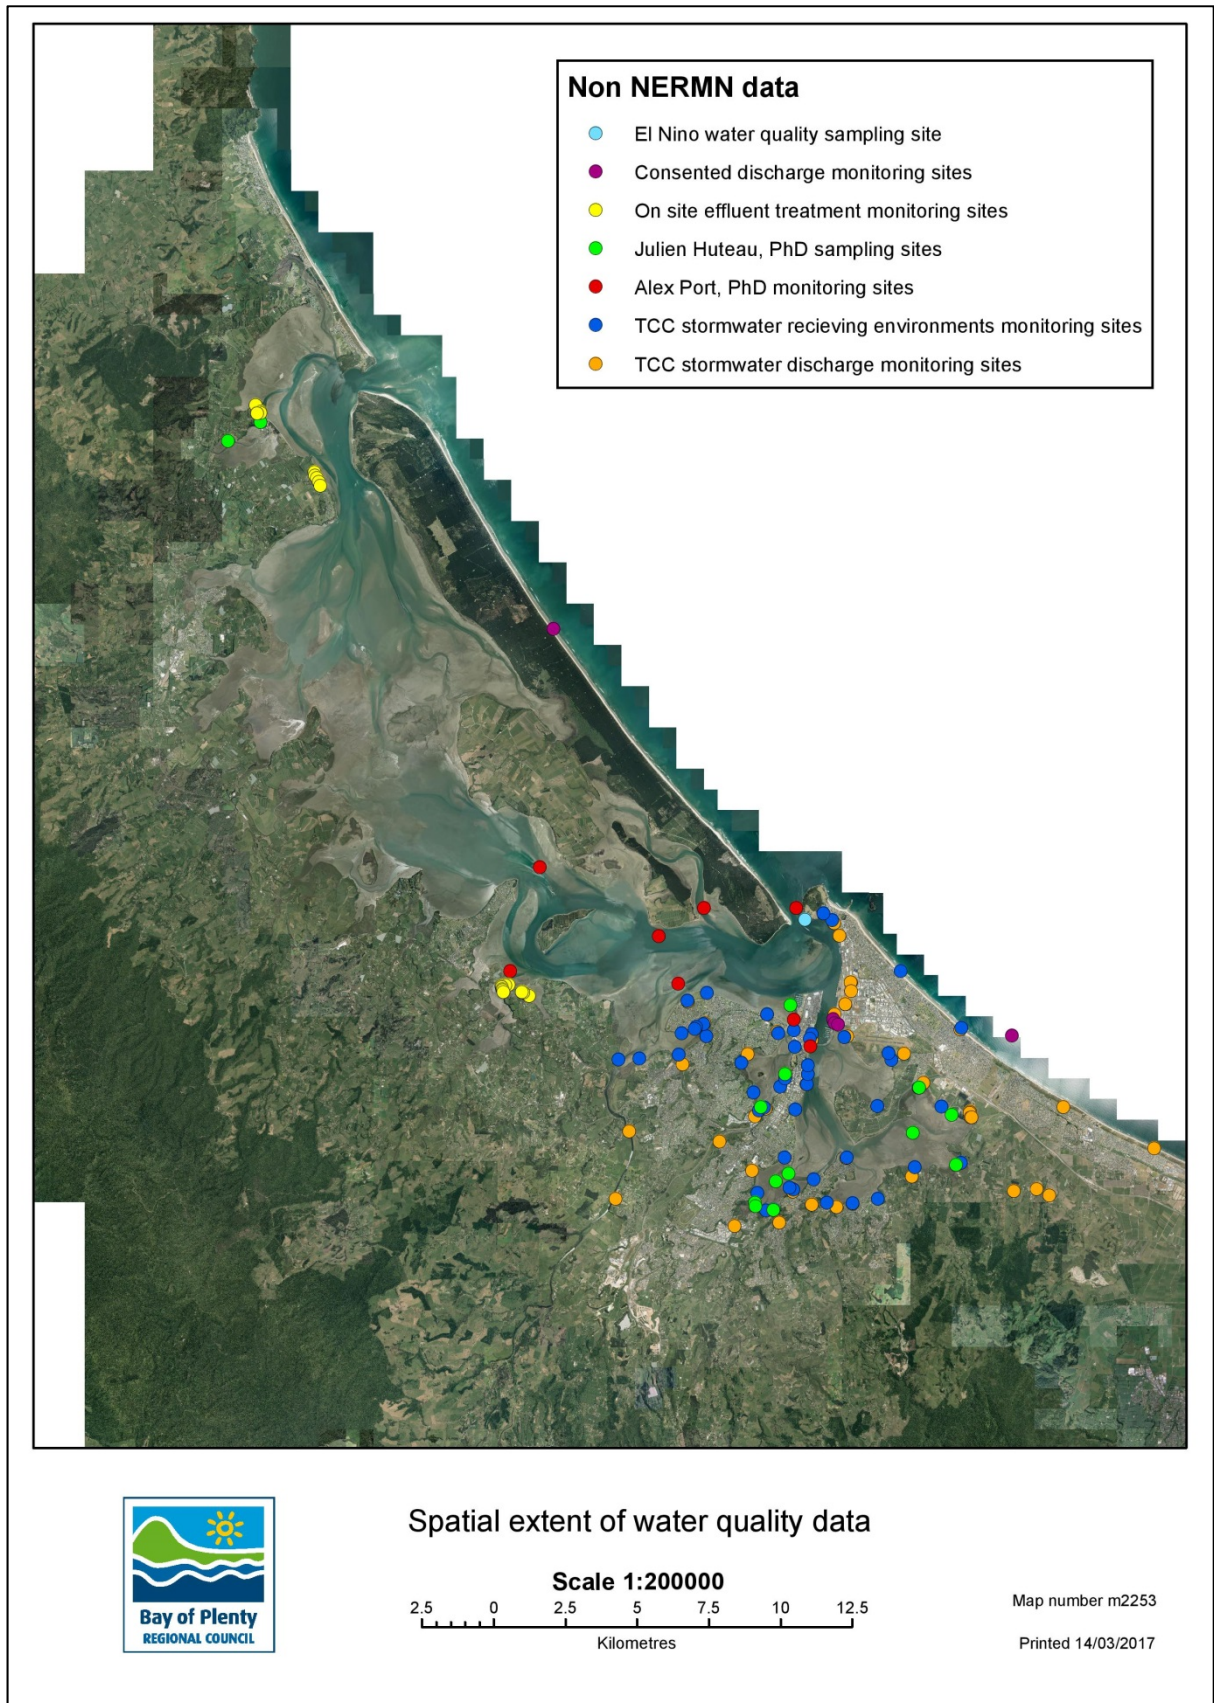 Non NERMN data
El Nino water quality sampling site
Consented discharge monitoring sites
On site effluent treatment monitoring sites
Julien Huteau, PhD sampling sites
Alex Port, PhD monitoring sites
TCC stormwater recieving environments monitoring sites
TCC stormwater discharge monitoring sites
Bay of Plenty
REGIONAL COUNCIL
Spatial extent of water quality data
Scale 1:200000
2.5 0 2.5 5 7.5 10 12.5
Kilometres
Map number m2253
Printed 14/03/2017